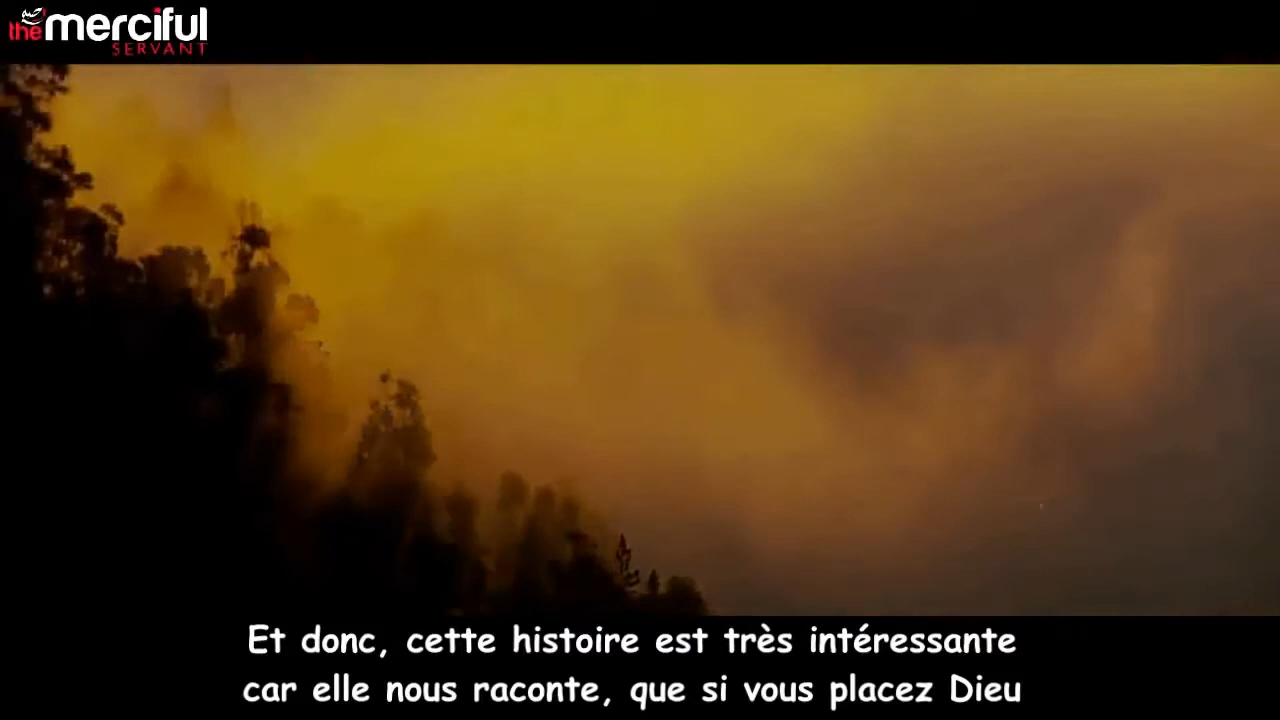 the merciful
SERVANT
Et donc, cette histoire est très intéressante
car elle nous raconte, que si vous placez Dieu